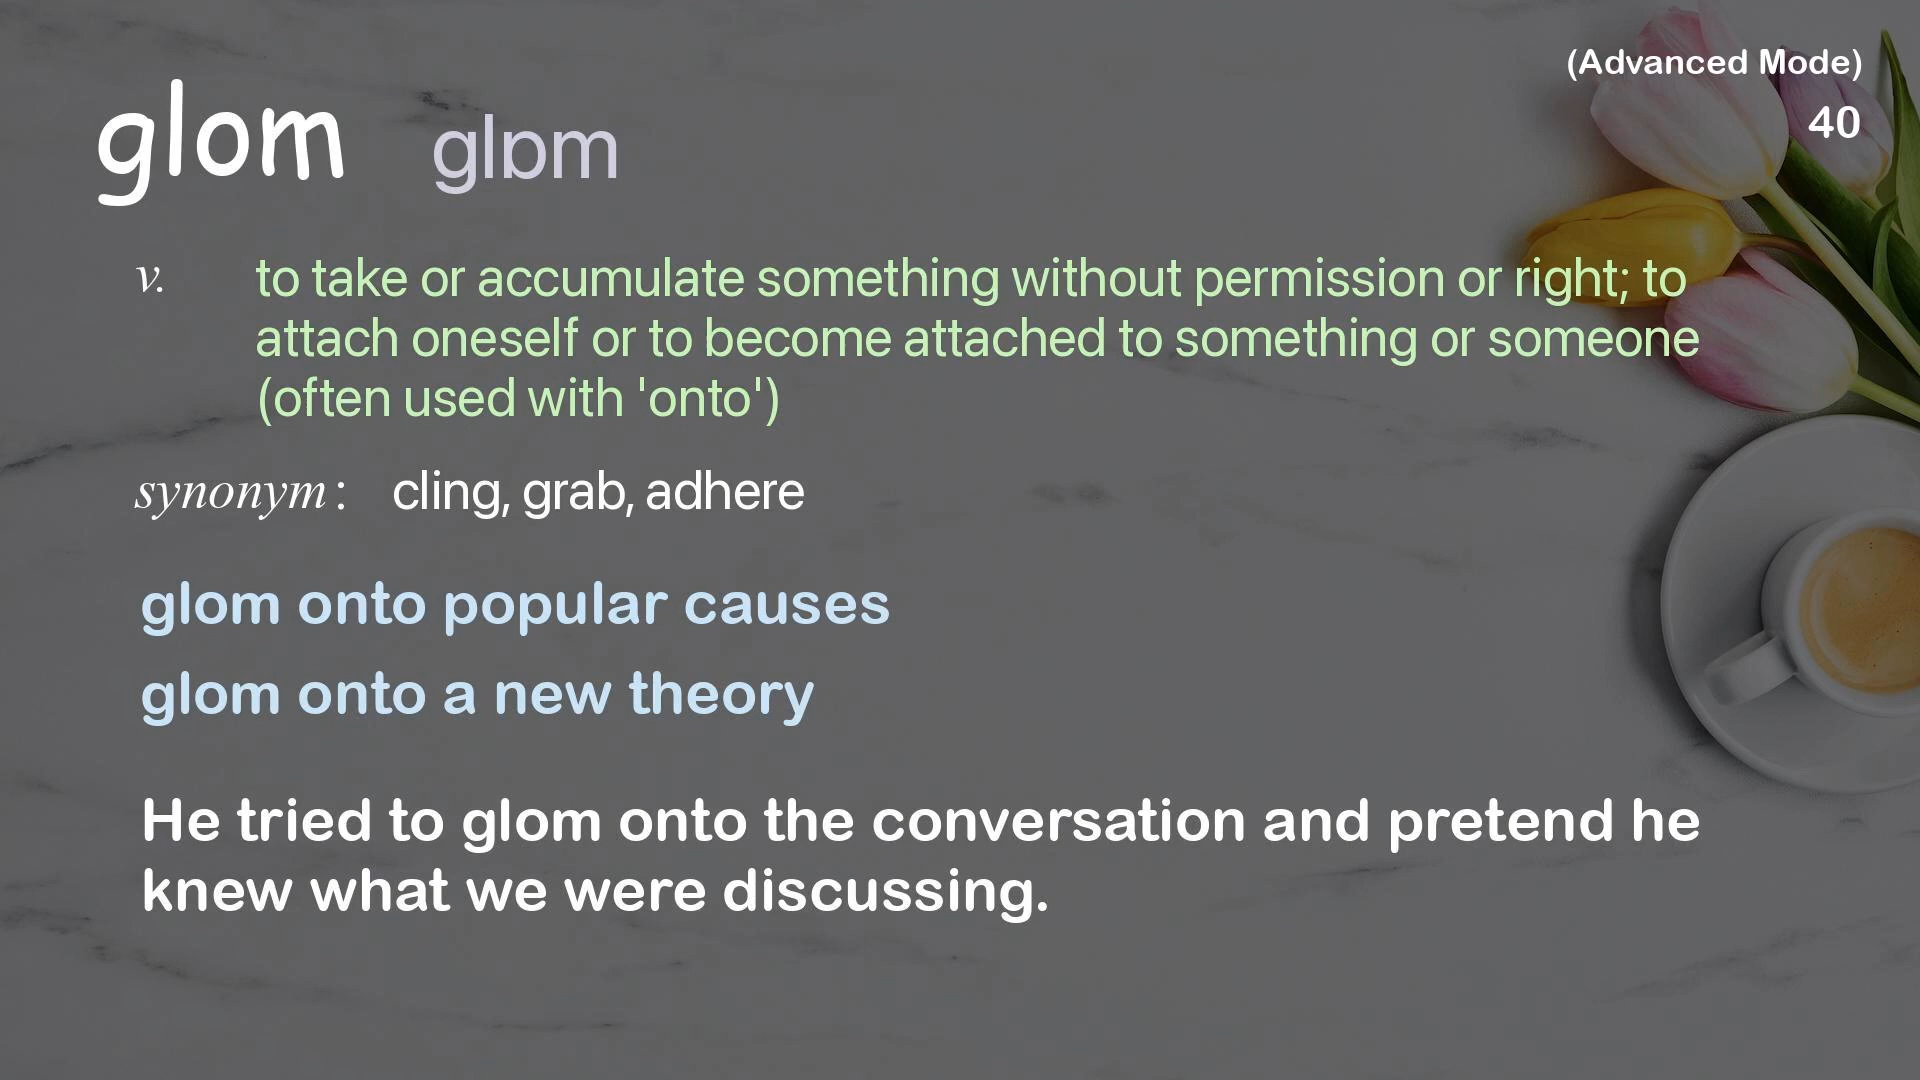 (Advanced Mode)
40
glom glɒm
v. to take or accumulate something without permission or right; to
attach oneself or to become attached to something or someone
(often used with 'onto')
synonym : cling, grab, adhere
glom onto popular causes
glom onto a new theory
He tried to glom onto the conversation and pretend he
knew what we were discussing.